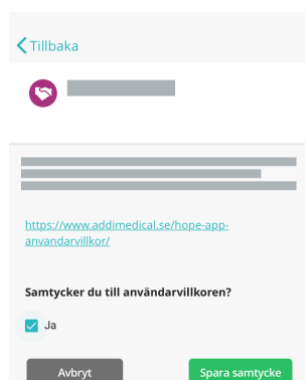 Tillbaka
https://www.addimedical.se/hope-app-
anvandarvillkor/
Samtycker du till användarvillkoren?
Ja
Avbryt Spara samtycke